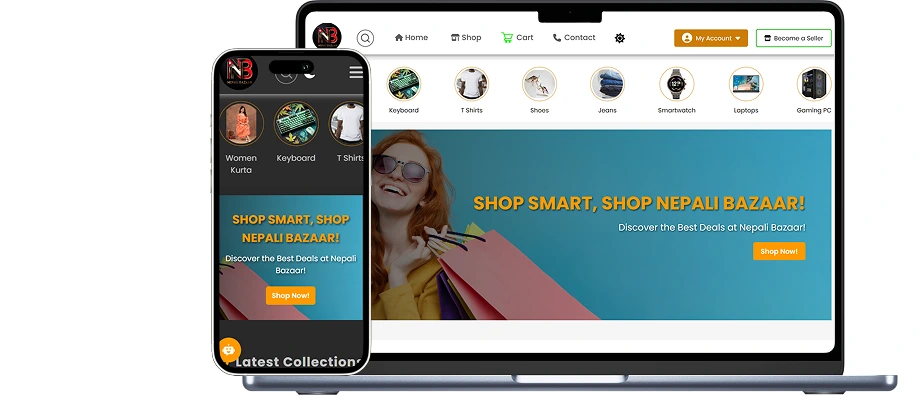 NB
Home
Shop
Cart
Contact
My Account
Become a Seller
Keyboard
T Shirts
Shoes
Jeans
Smartwatch
Laptops
Gaming PC
SHOP SMART, SHOP NEPALI BAZAAR!
Discover the Best Deals at Nepali Bazaar!
Shop Now!
NB
Women
Kurta
Keyboard
T Shirts
SHOP SMART, SHOP
NEPALI BAZAAR!
Discover the Best Deals at Nepali
Bazaar!
Shop Now!
Latest Collections